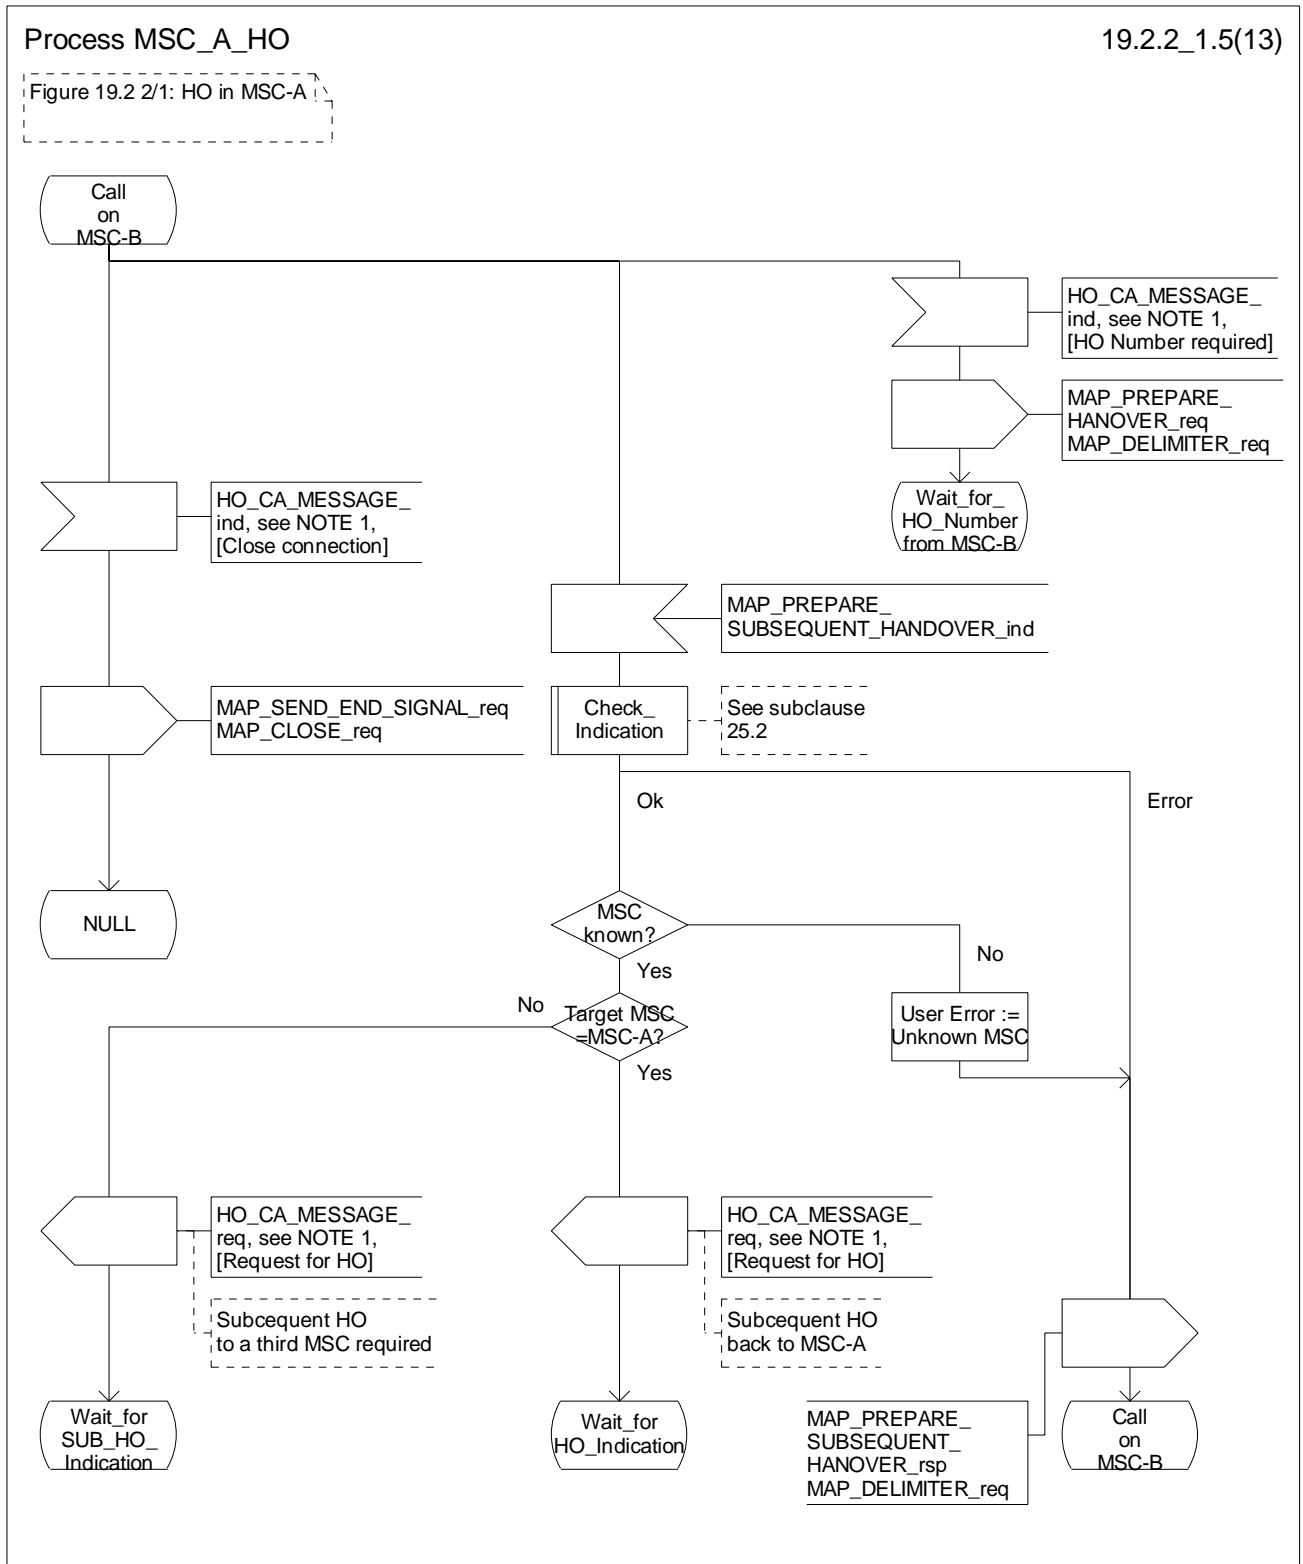 Process MSC_A_HO
19.2.2_1.5(13)
Figure 19.2 2/1: HO in MSC-A
Call
on
MSC-B
HO_CA_MESSAGE_
ind, see NOTE 1,
[HO Number required]
MAP_PREPARE_
HANOVER_req
MAP_DELIMITER_req
HO_CA_MESSAGE_
ind, see NOTE 1,
[Close connection]
Wait_for_
HO_Number
from MSC-B
MAP_PREPARE_
SUBSEQUENT_HANDOVER_ind
MAP_SEND_END_SIGNAL_req
MAP_CLOSE_req
Check_
Indication
See subclause
25.2
Ok
Error
NULL
MSC
known?
No
Yes
No
Target MSC
=MSC-A?
User Error :=
Unknown MSC
Yes
HO_CA_MESSAGE_
req, see NOTE 1,
[Request for HO]
HO_CA_MESSAGE_
req, see NOTE 1,
[Request for HO]
Subcequent HO
to a third MSC required
Subcequent HO
back to MSC-A
Wait_for
SUB_HO_
Indication
Wait_for
HO_Indication
MAP_PREPARE_
SUBSEQUENT_
HANOVER_rsp
MAP_DELIMITER_req
Call
on
MSC-B